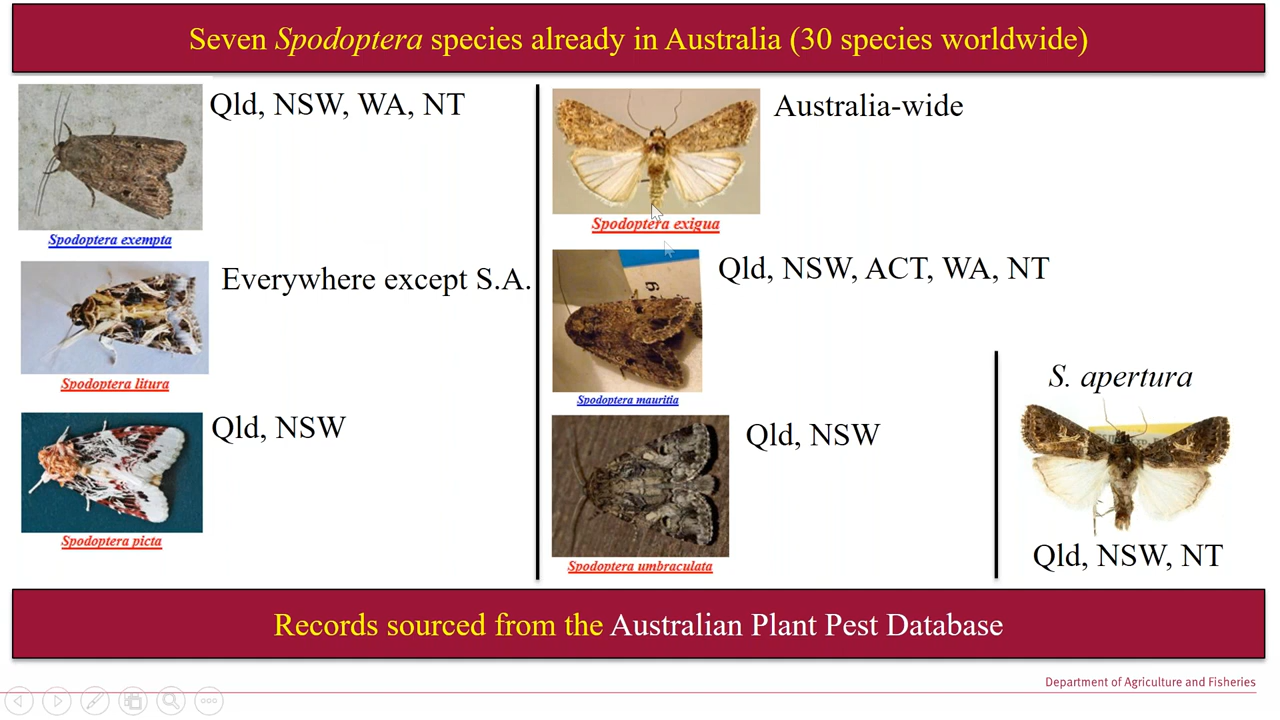 Seven Spodoptera species already in Australia (30 species worldwide)
Qld, NSW, WA, NT
Spodoptera exempta
Everywhere except S.A.
Spodoptera litura
Qld, NSW
Spodoptera picta
Australia-wide
Spodoptera exigua
Qld, NSW, ACT, WA, NT
Spodoptera mauritia
Qld, NSW
Spodoptera umbraculata
S. apertura
Qld, NSW, NT
Records sourced from the Australian Plant Pest Database
Department of Agriculture and Fisheries